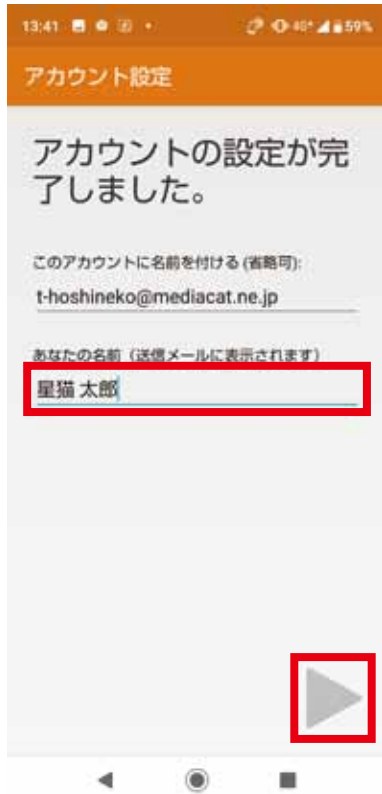 13:41
59%
アカウント設定
アカウントの設定が完
了しました。
このアカウントに名前を付ける (省略可):
t-hoshineko@mediacat.ne.jp
あなたの名前（送信メールに表示されます）
星猫 太郎